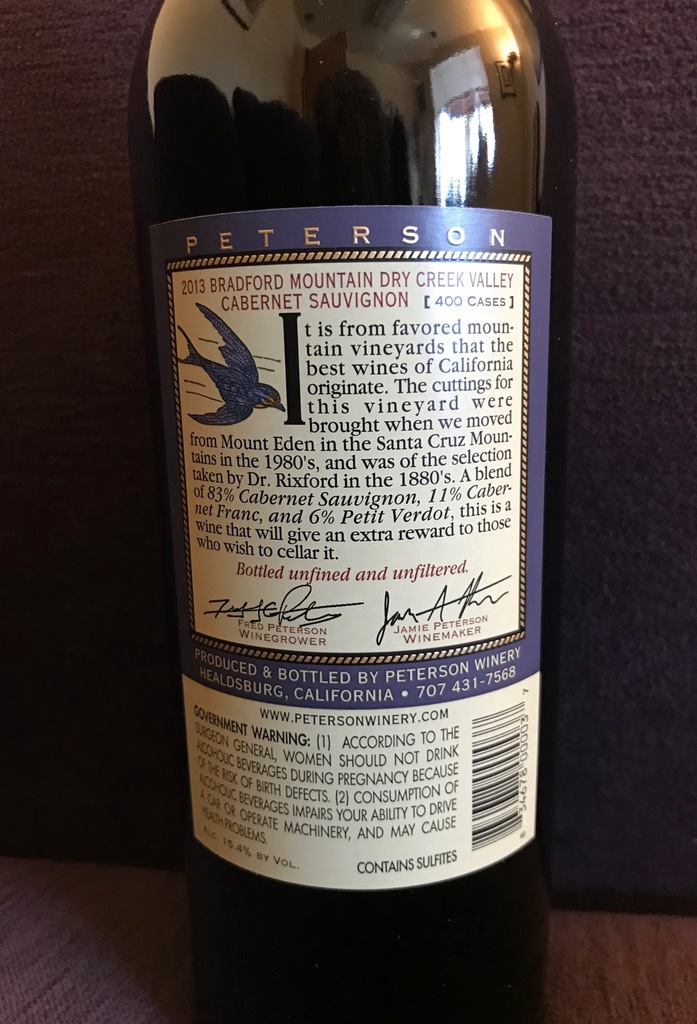 PETERSON
2013 BRADFORD MOUNTAIN DRY CREEK VALLEY
CABERNET SAUVIGNON [ 400 CASES ]
It is from favored moun-
tain vineyards that the
best wines of California
originate. The cuttings for
this vineyard were
brought when we moved
from Mount Eden in the Santa Cruz Moun-
tains in the 1980's, and was of the selection
taken by Dr. Rixford in the 1880's. A blend
of 83% Cabernet Sauvignon, 11% Caber-
net Franc, and 6% Petit Verdot, this is a
wine that will give an extra reward to those
who wish to cellar it.
Bottled unfined and unfiltered.
FRED PETERSON JAMIE PETERSON
WINEGROWER WINEMAKER
PRODUCED & BOTTLED BY PETERSON WINERY
HEALDSBURG, CALIFORNIA • 707 431-7568
WWW.PETERSONWINERY.COM
GOVERNMENT WARNING: (1) ACCORDING TO THE
SURGEON GENERAL, WOMEN SHOULD NOT DRINK
ALCOHOLIC BEVERAGES DURING PREGNANCY BECAUSE
OF THE RISK OF BIRTH DEFECTS. (2) CONSUMPTION OF
ALCOHOLIC BEVERAGES IMPAIRS YOUR ABILITY TO DRIVE
A CAR OR OPERATE MACHINERY, AND MAY CAUSE
HEALTH PROBLEMS.
ALC. 15.4% BY VOL.
CONTAINS SULFITES
8 34678 00003 7